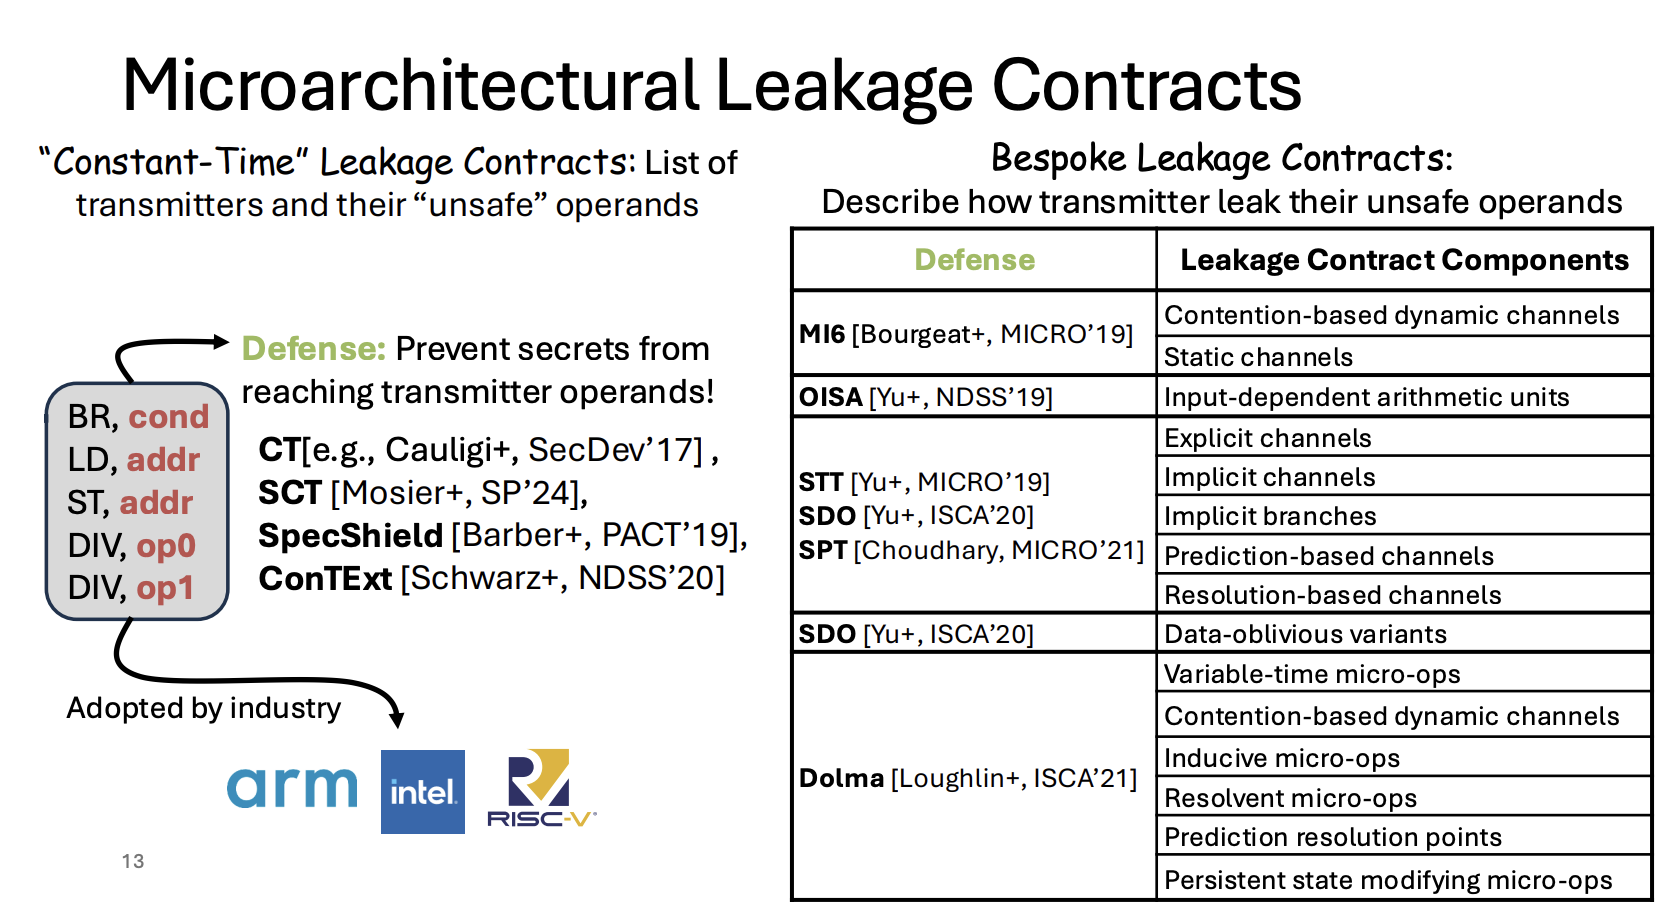 Microarchitectural Leakage Contracts
“Constant-Time” Leakage Contracts: List of
transmitters and their “unsafe” operands
Defense: Prevent secrets from
reaching transmitter operands!
BR, cond
LD, addr
ST, addr
DIV, op0
DIV, op1
CT[e.g., Cauligi+, SecDev’17] ,
SCT [Mosier+, SP’24],
SpecShield [Barber+, PACT’19],
ConTExt [Schwarz+, NDSS’20]
Adopted by industry
arm
intel.
RISC-V
13
Bespoke Leakage Contracts:
Describe how transmitter leak their unsafe operands
Defense
Leakage Contract Components
MI6 [Bourgeat+, MICRO’19]
Contention-based dynamic channels
Static channels
OISA [Yu+, NDSS’19]
Input-dependent arithmetic units
STT [Yu+, MICRO’19]
SDO [Yu+, ISCA’20]
SPT [Choudhary, MICRO’21]
Explicit channels
Implicit channels
Implicit branches
Prediction-based channels
Resolution-based channels
SDO [Yu+, ISCA’20]
Data-oblivious variants
Dolma [Loughlin+, ISCA’21]
Variable-time micro-ops
Contention-based dynamic channels
Inducive micro-ops
Resolvent micro-ops
Prediction resolution points
Persistent state modifying micro-ops